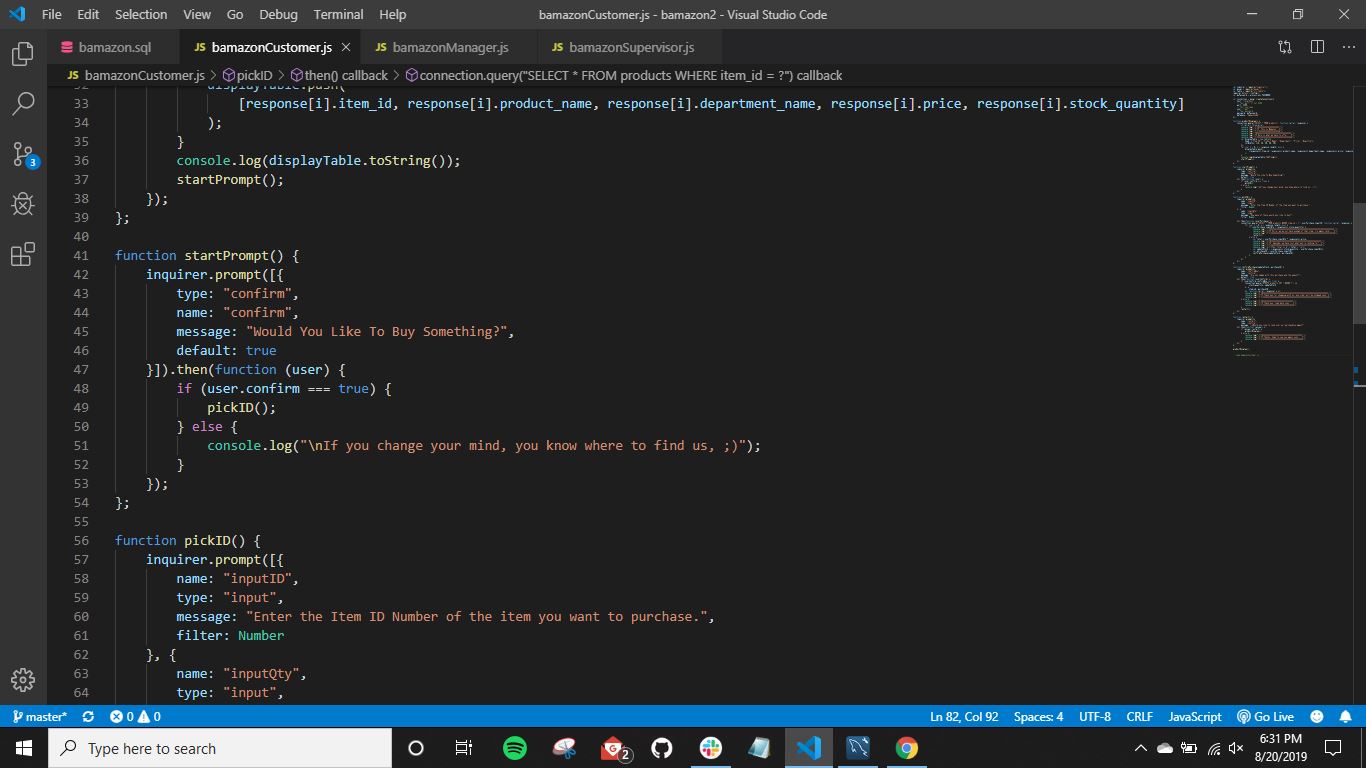 File Edit Selection View Go Debug Terminal Help bamazonCustomer.js - bamazon2 - Visual Studio Code
bamazon.sql JS bamazonCustomer.js JS bamazonManager.js JS bamazonSupervisor.js
JS bamazonCustomer.js > pickID > then() callback > connection.query("SELECT * FROM products WHERE item_id = ?") callback
32 displayTable.push(
33 [response[i].item_id, response[i].product_name, response[i].department_name, response[i].price, response[i].stock_quantity]
34 );
35 }
36 console.log(displayTable.toString());
37 startPrompt();
38 });
39 };
40
41 function startPrompt() {
42 inquirer.prompt([{
43 type: "confirm",
44 name: "confirm",
45 message: "Would You Like To Buy Something?",
46 default: true
47 }]).then(function (user) {
48 if (user.confirm === true) {
49 pickID();
50 } else {
51 console.log("\nIf you change your mind, you know where to find us, ;)");
52 }
53 });
54 };
55
56 function pickID() {
57 inquirer.prompt([{
58 name: "inputID",
59 type: "input",
60 message: "Enter the Item ID Number of the item you want to purchase.",
61 filter: Number
62 }, {
63 name: "inputQty",
64 type: "input",
3
master* 0 0 Ln 82, Col 92 Spaces: 4 UTF-8 CRLF JavaScript Go Live
Type here to search
2
6:31 PM
8/20/2019